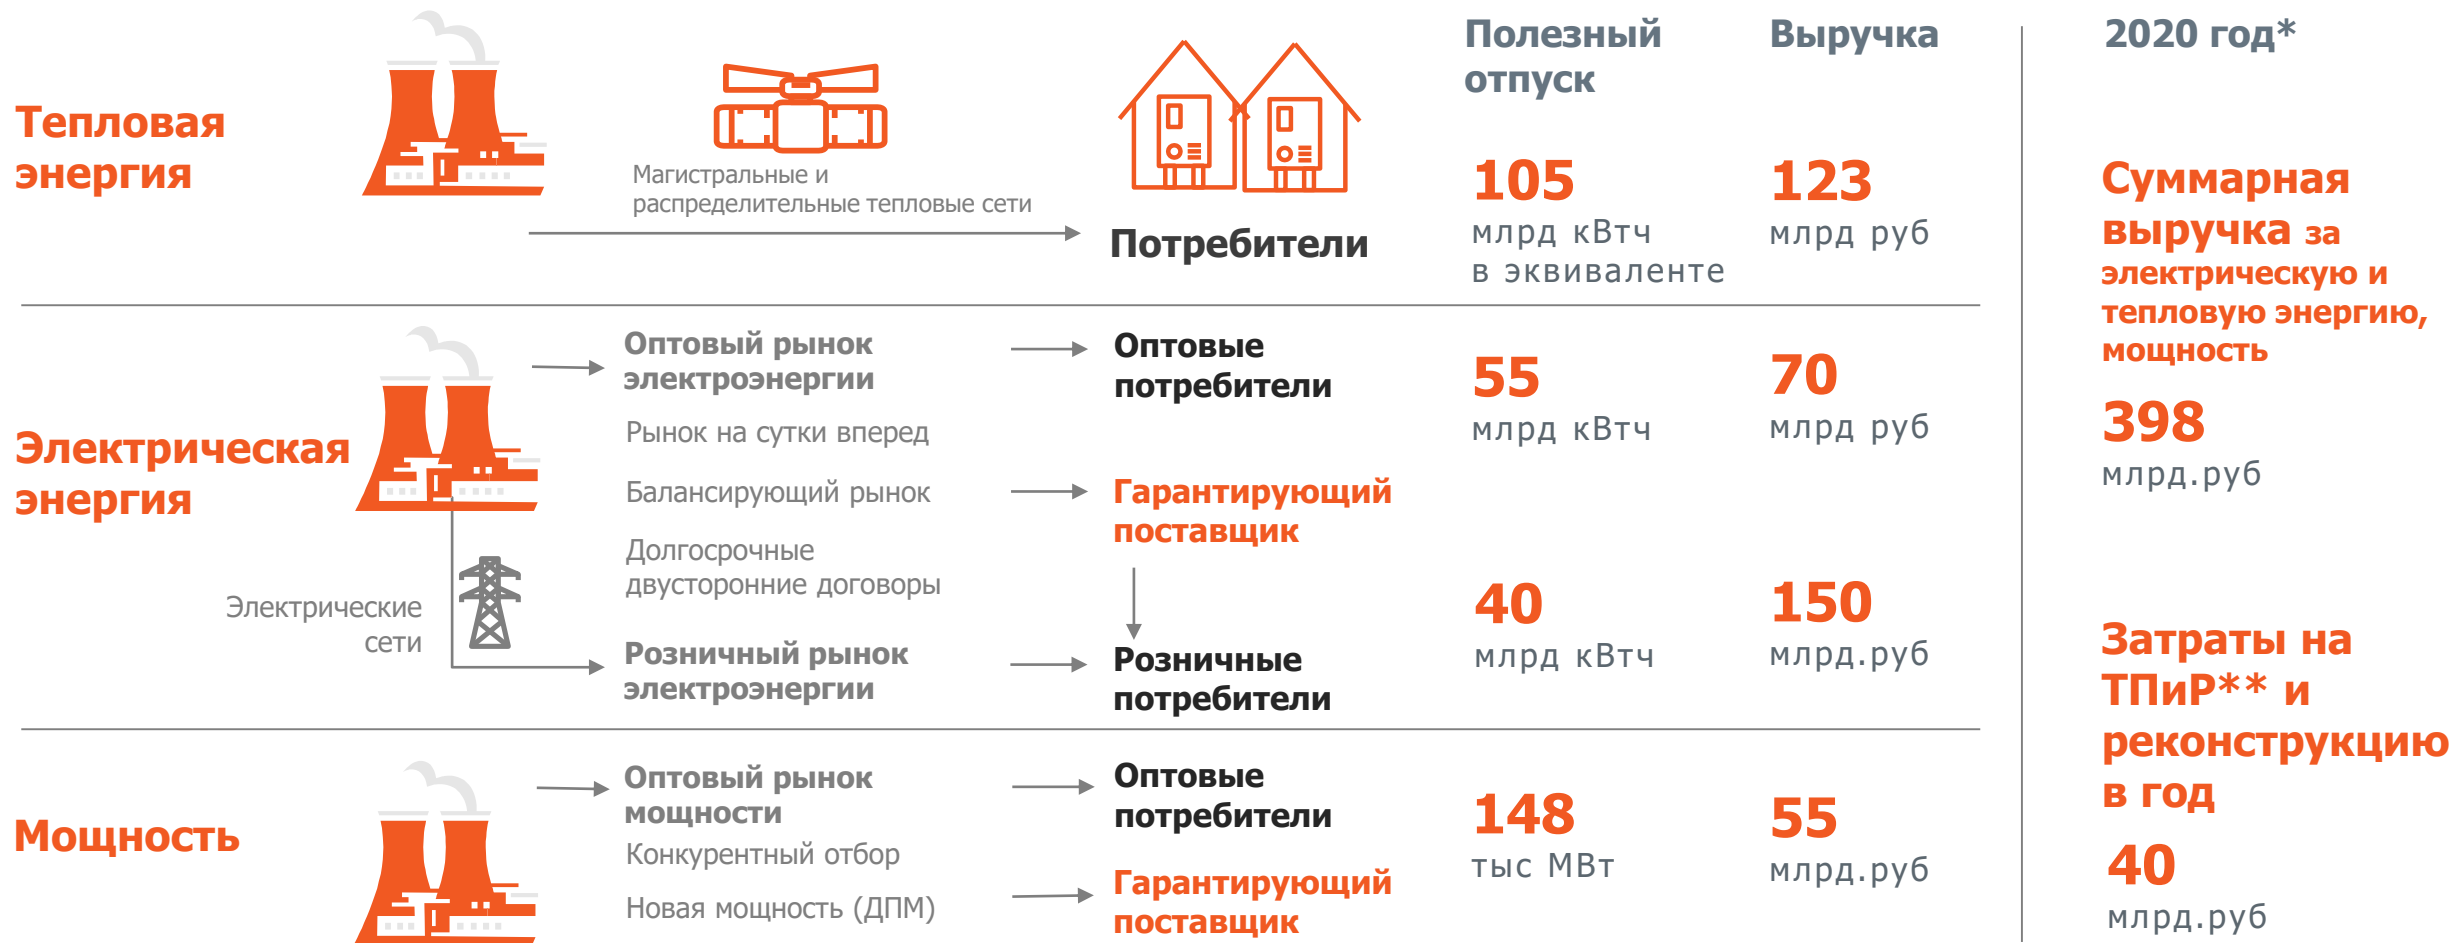 Полезный
отпуск
Выручка
2020 год*
Тепловая
энергия
Магистральные и
распределительные тепловые сети
Потребители
105
млрд кВтч
в эквиваленте
123
млрд руб
Электрическая
энергия
Электрические
сети
Оптовый рынок
электроэнергии
Рынок на сутки вперед
Балансирующий рынок
Долгосрочные
двусторонние договоры
Розничный рынок
электроэнергии
Оптовые
потребители
Гарантирующий
поставщик
Розничные
потребители
55
млрд кВтч
70
млрд руб
40
млрд кВтч
150
млрд.руб
Мощность
Оптовый рынок
мощности
Конкурентный отбор
Новая мощность (ДПМ)
Оптовые
потребители
Гарантирующий
поставщик
148
тыс МВт
55
млрд.руб
Суммарная
выручка за
электрическую и
тепловую энергию,
мощность
398
млрд.руб
Затраты на
ТПиР** и
реконструкцию
в год
40
млрд.руб